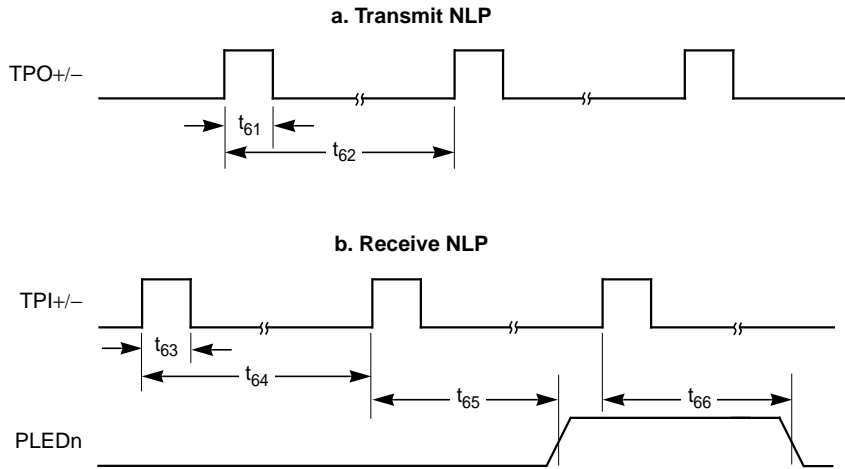 a. Transmit NLP
TPO+/−
t61
t62
b. Receive NLP
TPI+/−
t63
t64
t65
t66
PLEDn